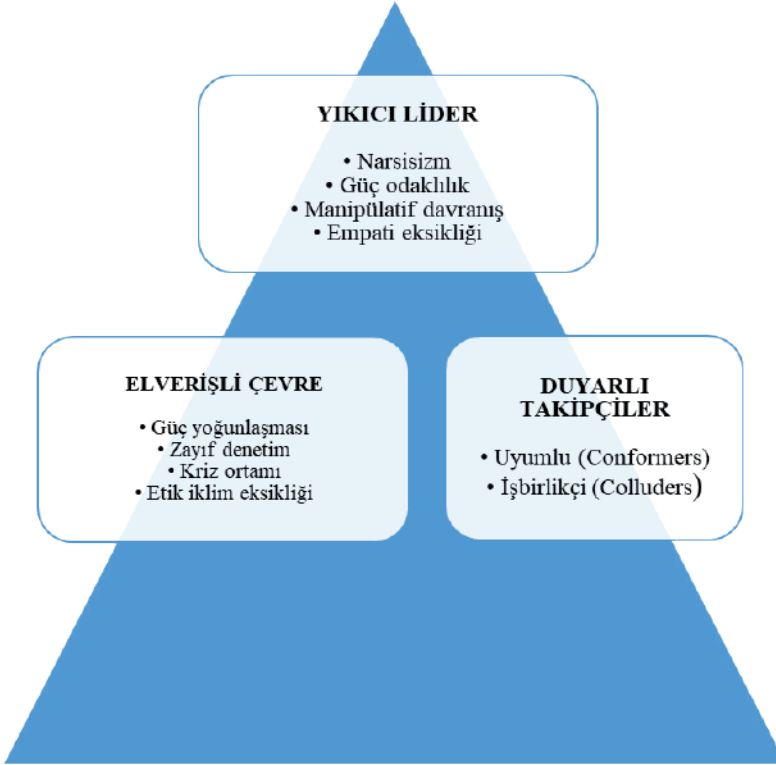 YIKICI LİDER
• Narsisizm
• Güç odaklılık
• Manipülatif davranış
• Empati eksikliği
ELVERİŞLİ ÇEVRE
• Güç yoğunlaşması
• Zayıf denetim
• Kriz ortamı
• Etik iklim eksikliği
DUYARLI
TAKİPÇİLER
• Uyumlu (Conformers)
• İşbirlikçi (Colluders)